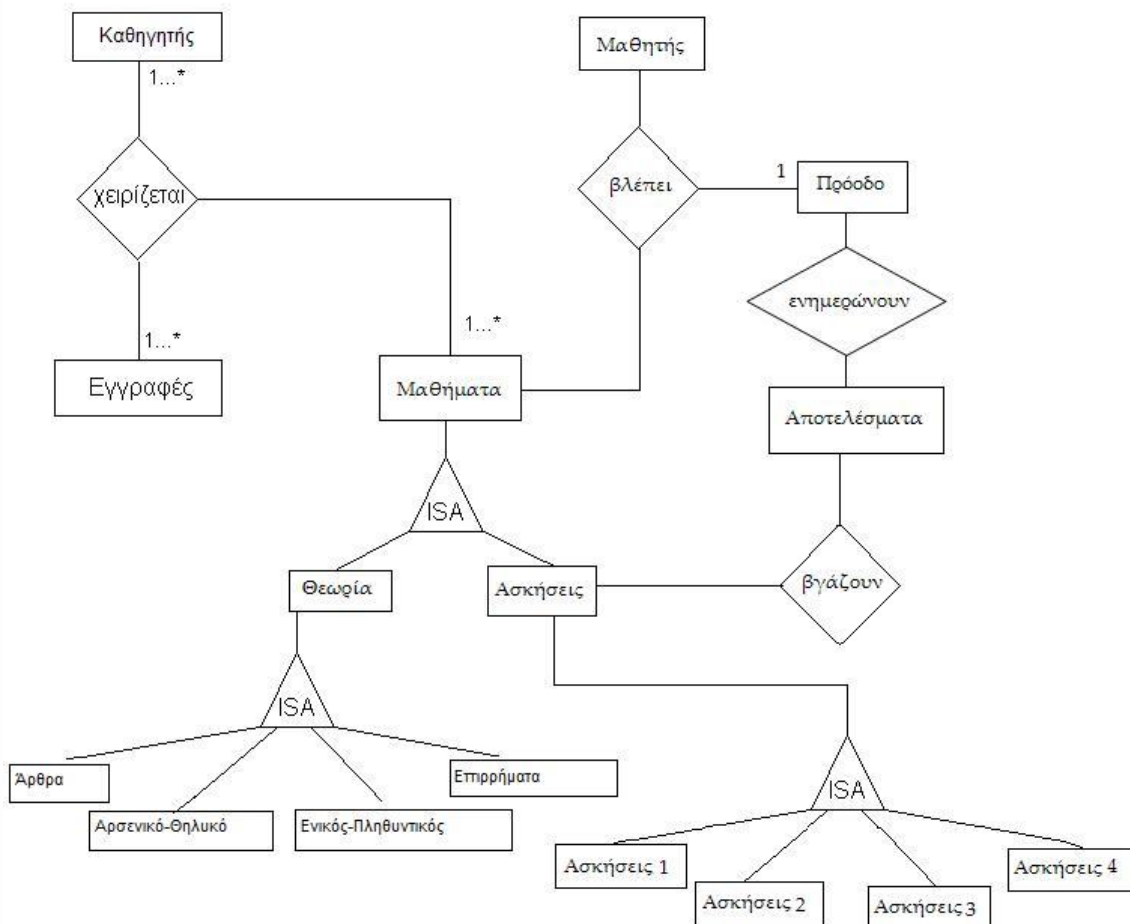 Καθηγητής
Μαθητής
1...*
χειρίζεται
βλέπει
1
Πρόοδο
ενημερώνουν
1...*
1...*
Εγγραφές
Μαθήματα
Αποτελέσματα
ISA
Θεωρία
Ασκήσεις
βγάζουν
ISA
Άρθρα
Αρσενικό-Θηλυκό
Ενικός-Πληθυντικός
Επιρρήματα
ISA
Ασκήσεις 1
Ασκήσεις 2
Ασκήσεις 3
Ασκήσεις 4